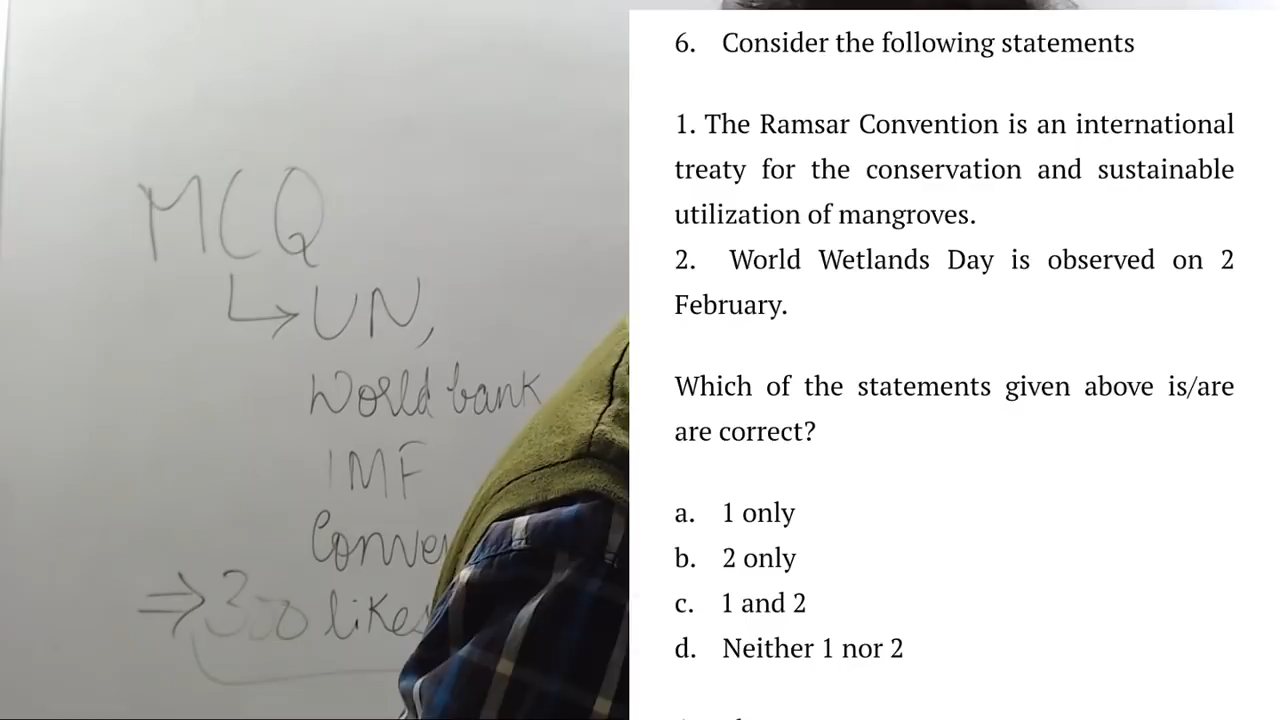 MCQ
UN,
World bank
IMF
⇒ 300 likes
6. Consider the following statements
1. The Ramsar Convention is an international
treaty for the conservation and sustainable
utilization of mangroves.
2. World Wetlands Day is observed on 2
February.
Which of the statements given above is/are
are correct?
a. 1 only
b. 2 only
c. 1 and 2
d. Neither 1 nor 2